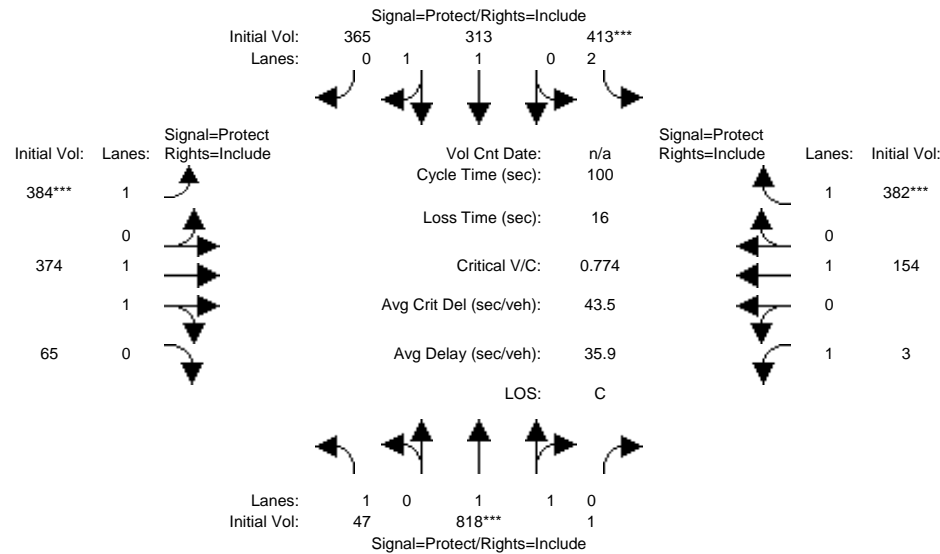 Signal=Protect/Rights=Include
Initial Vol: 365 313 413***
Lanes: 0 1 1 0 2
Signal=Protect
Initial Vol: Lanes: Rights=Include
Vol Cnt Date: n/a
Signal=Protect
Rights=Include Lanes: Initial Vol:
Cycle Time (sec): 100
384*** 1
1 382***
Loss Time (sec): 16
0
0
374 1
Critical V/C: 0.774
1 154
1
Avg Crit Del (sec/veh): 43.5
0
65 0
Avg Delay (sec/veh): 35.9
1 3
LOS: C
Lanes: 1 0 1 1 0
Initial Vol: 47 818*** 1
Signal=Protect/Rights=Include